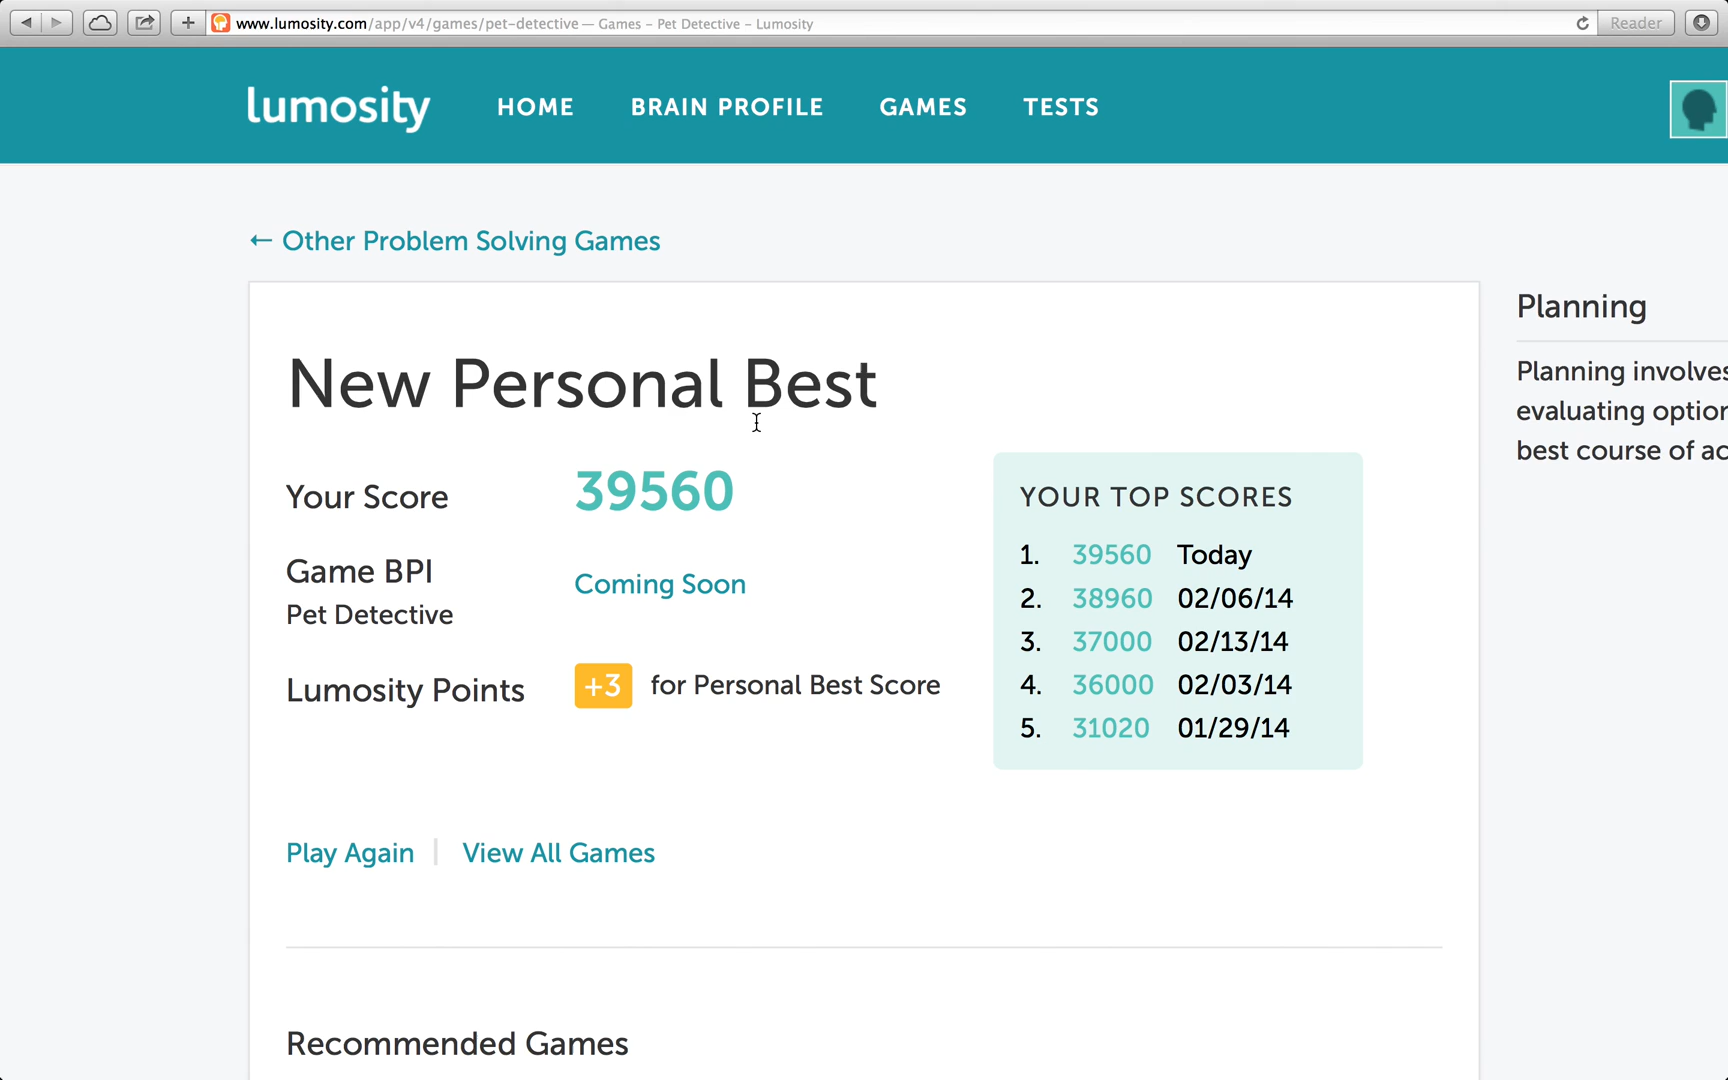 www.lumosity.com/app/v4/games/pet-detective — Games – Pet Detective – Lumosity
Reader
lumosity
HOME
BRAIN PROFILE
GAMES
TESTS
← Other Problem Solving Games
New Personal Best
Your Score 39560
Game BPI
Pet Detective
Coming Soon
Lumosity Points +3 for Personal Best Score
YOUR TOP SCORES
1. 39560 Today
2. 38960 02/06/14
3. 37000 02/13/14
4. 36000 02/03/14
5. 31020 01/29/14
Play Again
View All Games
Recommended Games
Planning
Planning involves
evaluating
best course of